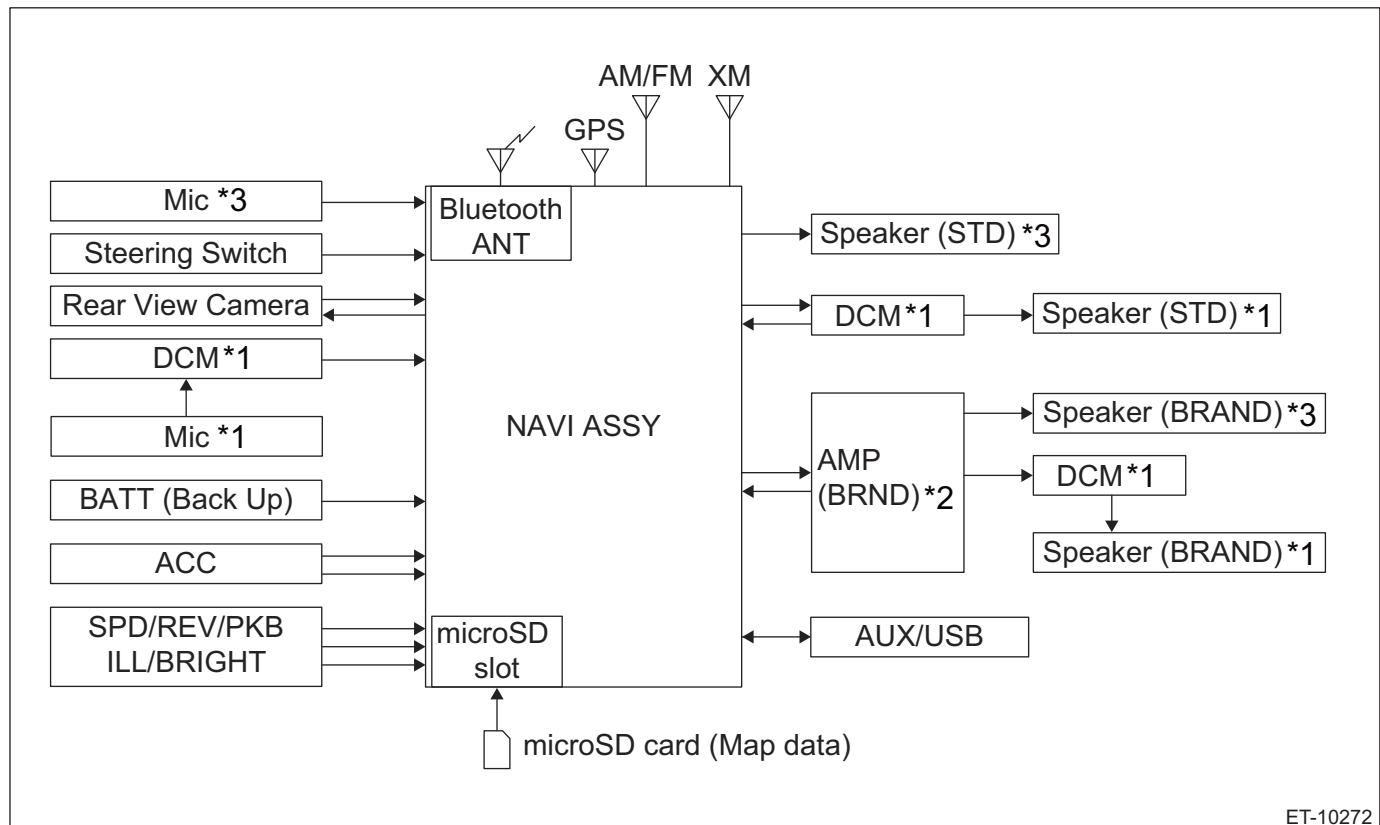 AM/FM XM
GPS
Mic *3
Bluetooth
ANT
Speaker (STD) *3
Steering Switch
Rear View Camera
DCM *1
Speaker (STD) *1
DCM *1
Mic *1
NAVI ASSY
AMP
(BRND) *2
Speaker (BRAND) *3
DCM *1
Speaker (BRAND) *1
BATT (Back Up)
ACC
SPD/REV/PKB
ILL/BRIGHT
microSD
slot
AUX/USB
microSD card (Map data)
ET-10272